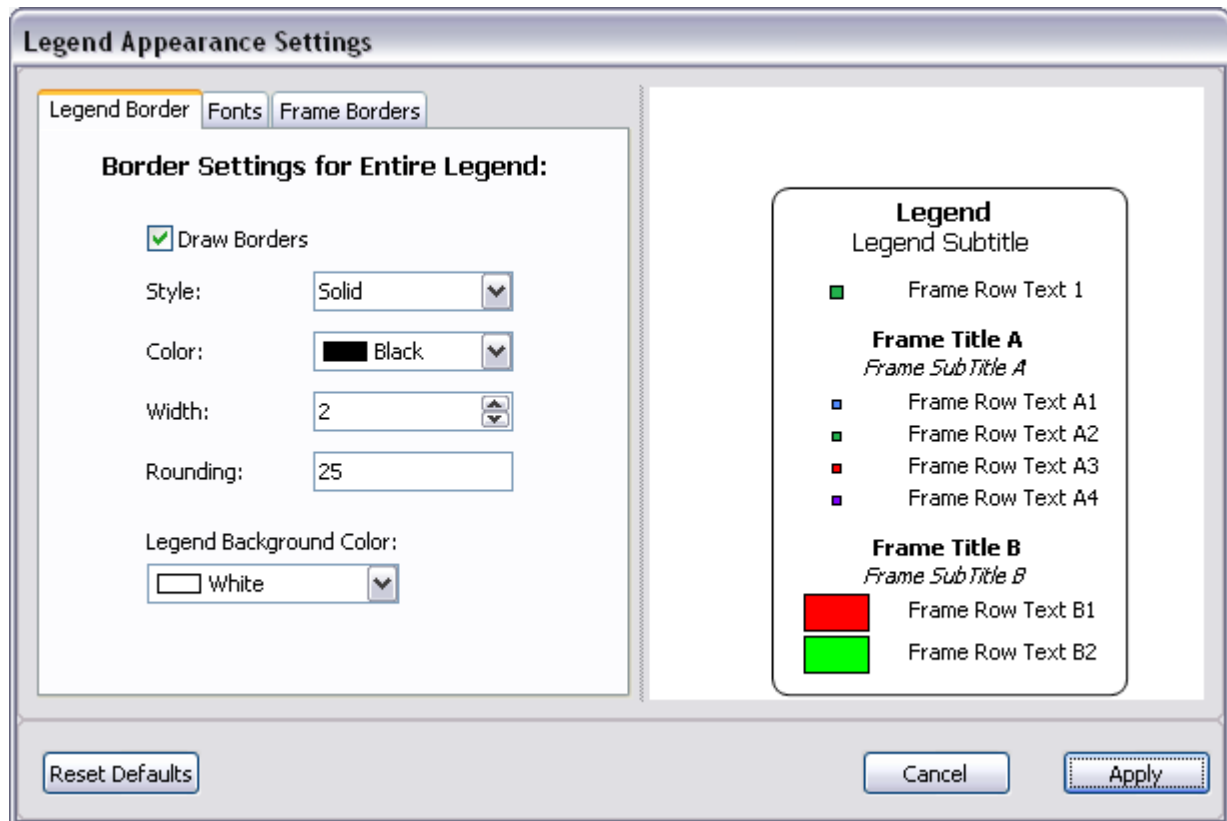 Legend Appearance Settings
Legend Border
Fonts
Frame Borders
Border Settings for Entire Legend:
Draw Borders
Style:
Solid
Color:
Black
Width:
2
Rounding:
25
Legend Background Color:
White
Legend
Legend Subtitle
Frame Row Text 1
Frame Title A
Frame SubTitle A
Frame Row Text A1
Frame Row Text A2
Frame Row Text A3
Frame Row Text A4
Frame Title B
Frame SubTitle B
Frame Row Text B1
Frame Row Text B2
Reset Defaults
Cancel
Apply